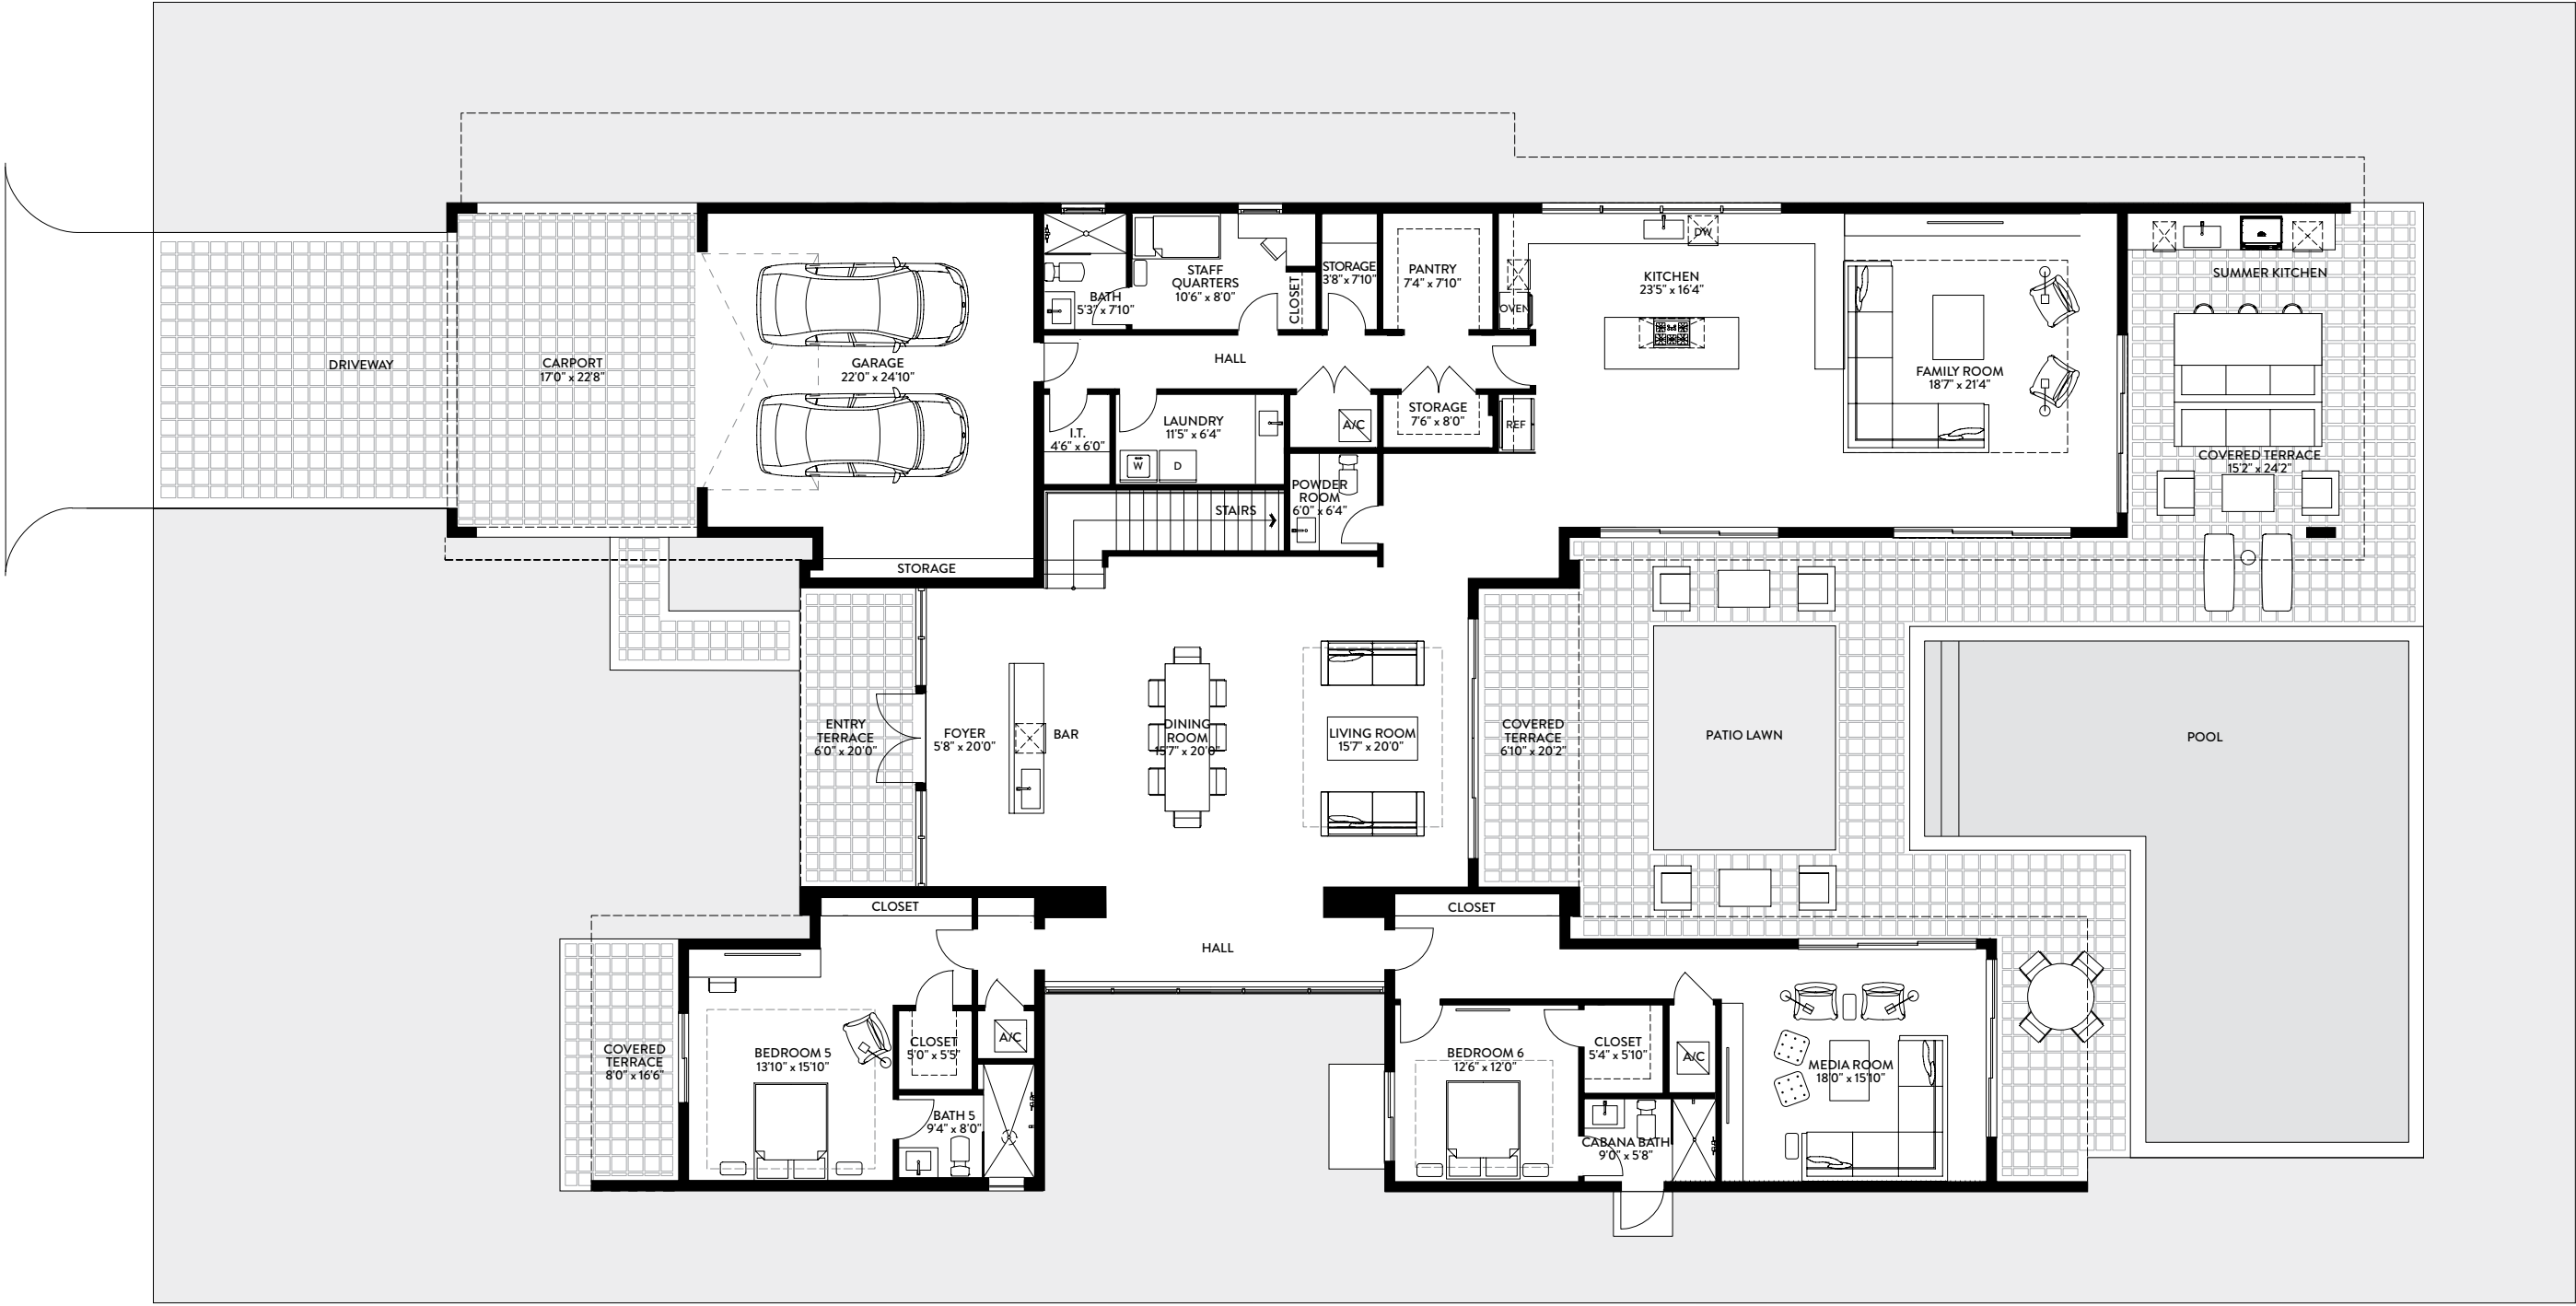 DRIVEWAY
CARPORT
17'0" x 22'8"
GARAGE
22'0" x 24'10"
STORAGE
BATH
5'3" x 7'10"
STAFF
QUARTERS
10'6" x 8'0"
CLOSET
STORAGE
3'8" x 7'10"
PANTRY
7'4" x 7'10"
OVEN
DW
KITCHEN
23'5" x 16'4"
FAMILY ROOM
18'7" x 21'4"
SUMMER KITCHEN
COVERED TERRACE
15'2" x 24'2"
HALL
I.T.
4'6" x 6'0"
LAUNDRY
11'5" x 6'4"
W
D
A/C
STORAGE
7'6" x 8'0"
REF
STAIRS
POWDER
ROOM
6'0" x 6'4"
ENTRY
TERRACE
6'0" x 20'0"
FOYER
5'8" x 20'0"
BAR
DINING
ROOM
15'7" x 20'0"
LIVING ROOM
15'7" x 20'0"
COVERED
TERRACE
6'10" x 20'2"
PATIO LAWN
POOL
CLOSET
HALL
CLOSET
COVERED
TERRACE
8'0" x 16'6"
BEDROOM 5
13'10" x 15'10"
CLOSET
5'0" x 5'5"
A/C
BATH 5
9'4" x 8'0"
BEDROOM 6
12'6" x 12'0"
CLOSET
5'4" x 5'10"
A/C
CABANA BATH
9'0" x 5'8"
MEDIA ROOM
18'0" x 15'10"